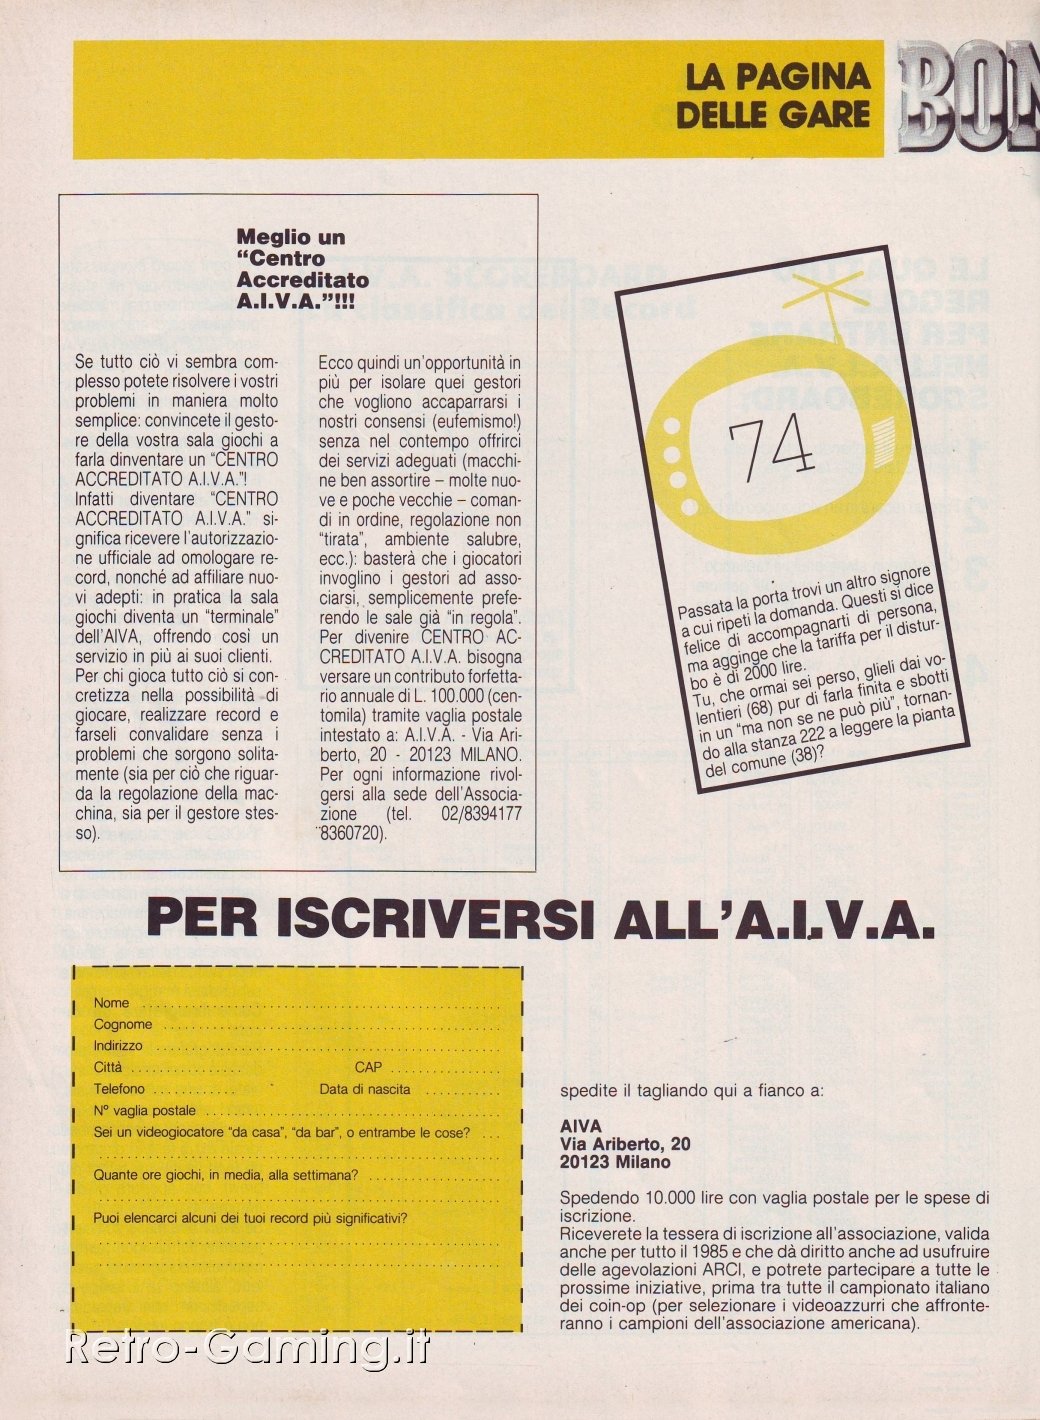 LA PAGINA
DELLE GARE
BON
Meglio un
“Centro
Accreditato
A.I.V.A.”!!!
Se tutto ciò vi sembra com-
plesso potete risolvere i vostri
problemi in maniera molto
semplice: convincete il gesto-
re della vostra sala giochi a
farla dinventare un “CENTRO
ACCREDITATO A.I.V.A.”!
Infatti diventare “CENTRO
ACCREDITATO A.I.V.A.” si-
gnifica ricevere l’autorizzazio-
ne ufficiale ad omologare re-
cord, nonché ad affiliare nuo-
vi adepti: in pratica la sala
giochi diventa un “terminale”
dell’AIVA, offrendo così un
servizio in più ai suoi clienti.
Per chi gioca tutto ciò si con-
cretizza nella possibilità di
giocare, realizzare record e
farseli convalidare senza i
problemi che sorgono solita-
mente (sia per ciò che riguar-
da la regolazione della mac-
china, sia per il gestore stes-
so).
Ecco quindi un’opportunità in
più per isolare quei gestori
che vogliono accaparrarsi i
nostri consensi (eufemismo!)
senza nel contempo offrirci
dei servizi adeguati (macchi-
ne ben assortire – molte nuo-
ve e poche vecchie – coman-
di in ordine, regolazione non
“tirata”, ambiente salubre,
ecc.): basterà che i giocatori
invoglino i gestori ad asso-
ciarsi, semplicemente prefe-
rendo le sale già “in regola”.
Per divenire CENTRO AC-
CREDITATO A.I.V.A. bisogna
versare un contributo forfetta-
rio annuale di L. 100.000 (cen-
tomila) tramite vaglia postale
intestato a: A.I.V.A. - Via Ari-
berto, 20 - 20123 MILANO.
Per ogni informazione rivol-
gersi alla sede dell’Associa-
zione (tel. 02/8394177
8360720).
74
Passata la porta trovi un altro signore
a cui ripeti la domanda. Questi si dice
felice di accompagnarti di persona,
ma agginge che la tariffa per il distur-
bo è di 2000 lire.
Tu, che ormai sei perso, glieli dai vo-
lentieri (68) pur di farla finita e sbotti
in un “ma non se ne può più”, tornan-
do alla stanza 222 a leggere la pianta
del comune (38)?
PER ISCRIVERSI ALL’A.I.V.A.
Nome
Cognome
Indirizzo
Città CAP
Telefono Data di nascita
N° vaglia postale
Sei un videogiocatore “da casa”, “da bar”, o entrambe le cose?
Quante ore giochi, in media, alla settimana?
Puoi elencarci alcuni dei tuoi record più significativi?
spedite il tagliando qui a fianco a:
AIVA
Via Ariberto, 20
20123 Milano
Spedendo 10.000 lire con vaglia postale per le spese di
iscrizione.
Riceverete la tessera di iscrizione all’associazione, valida
anche per tutto il 1985 e che dà diritto anche ad usufruire
delle agevolazioni ARCI, e potrete partecipare a tutte le
prossime iniziative, prima tra tutte il campionato italiano
dei coin-op (per selezionare i videoazzurri che affronte-
ranno i campioni dell’associazione americana).
Retro-Gaming.it